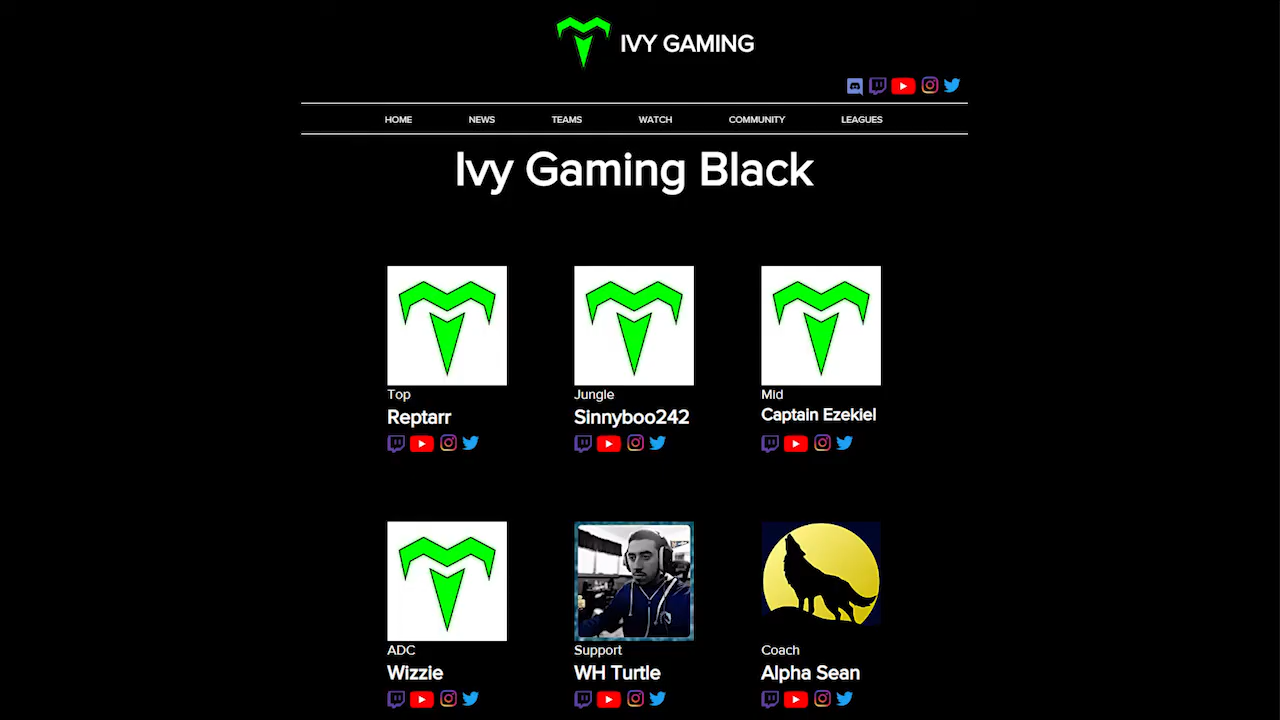 IVY GAMING
HOME NEWS TEAMS WATCH COMMUNITY LEAGUES
Ivy Gaming Black
Top Jungle Mid
Reptarr Sinnyboo242 Captain Ezekiel
ADC Support Coach
Wizzie WH Turtle Alpha Sean